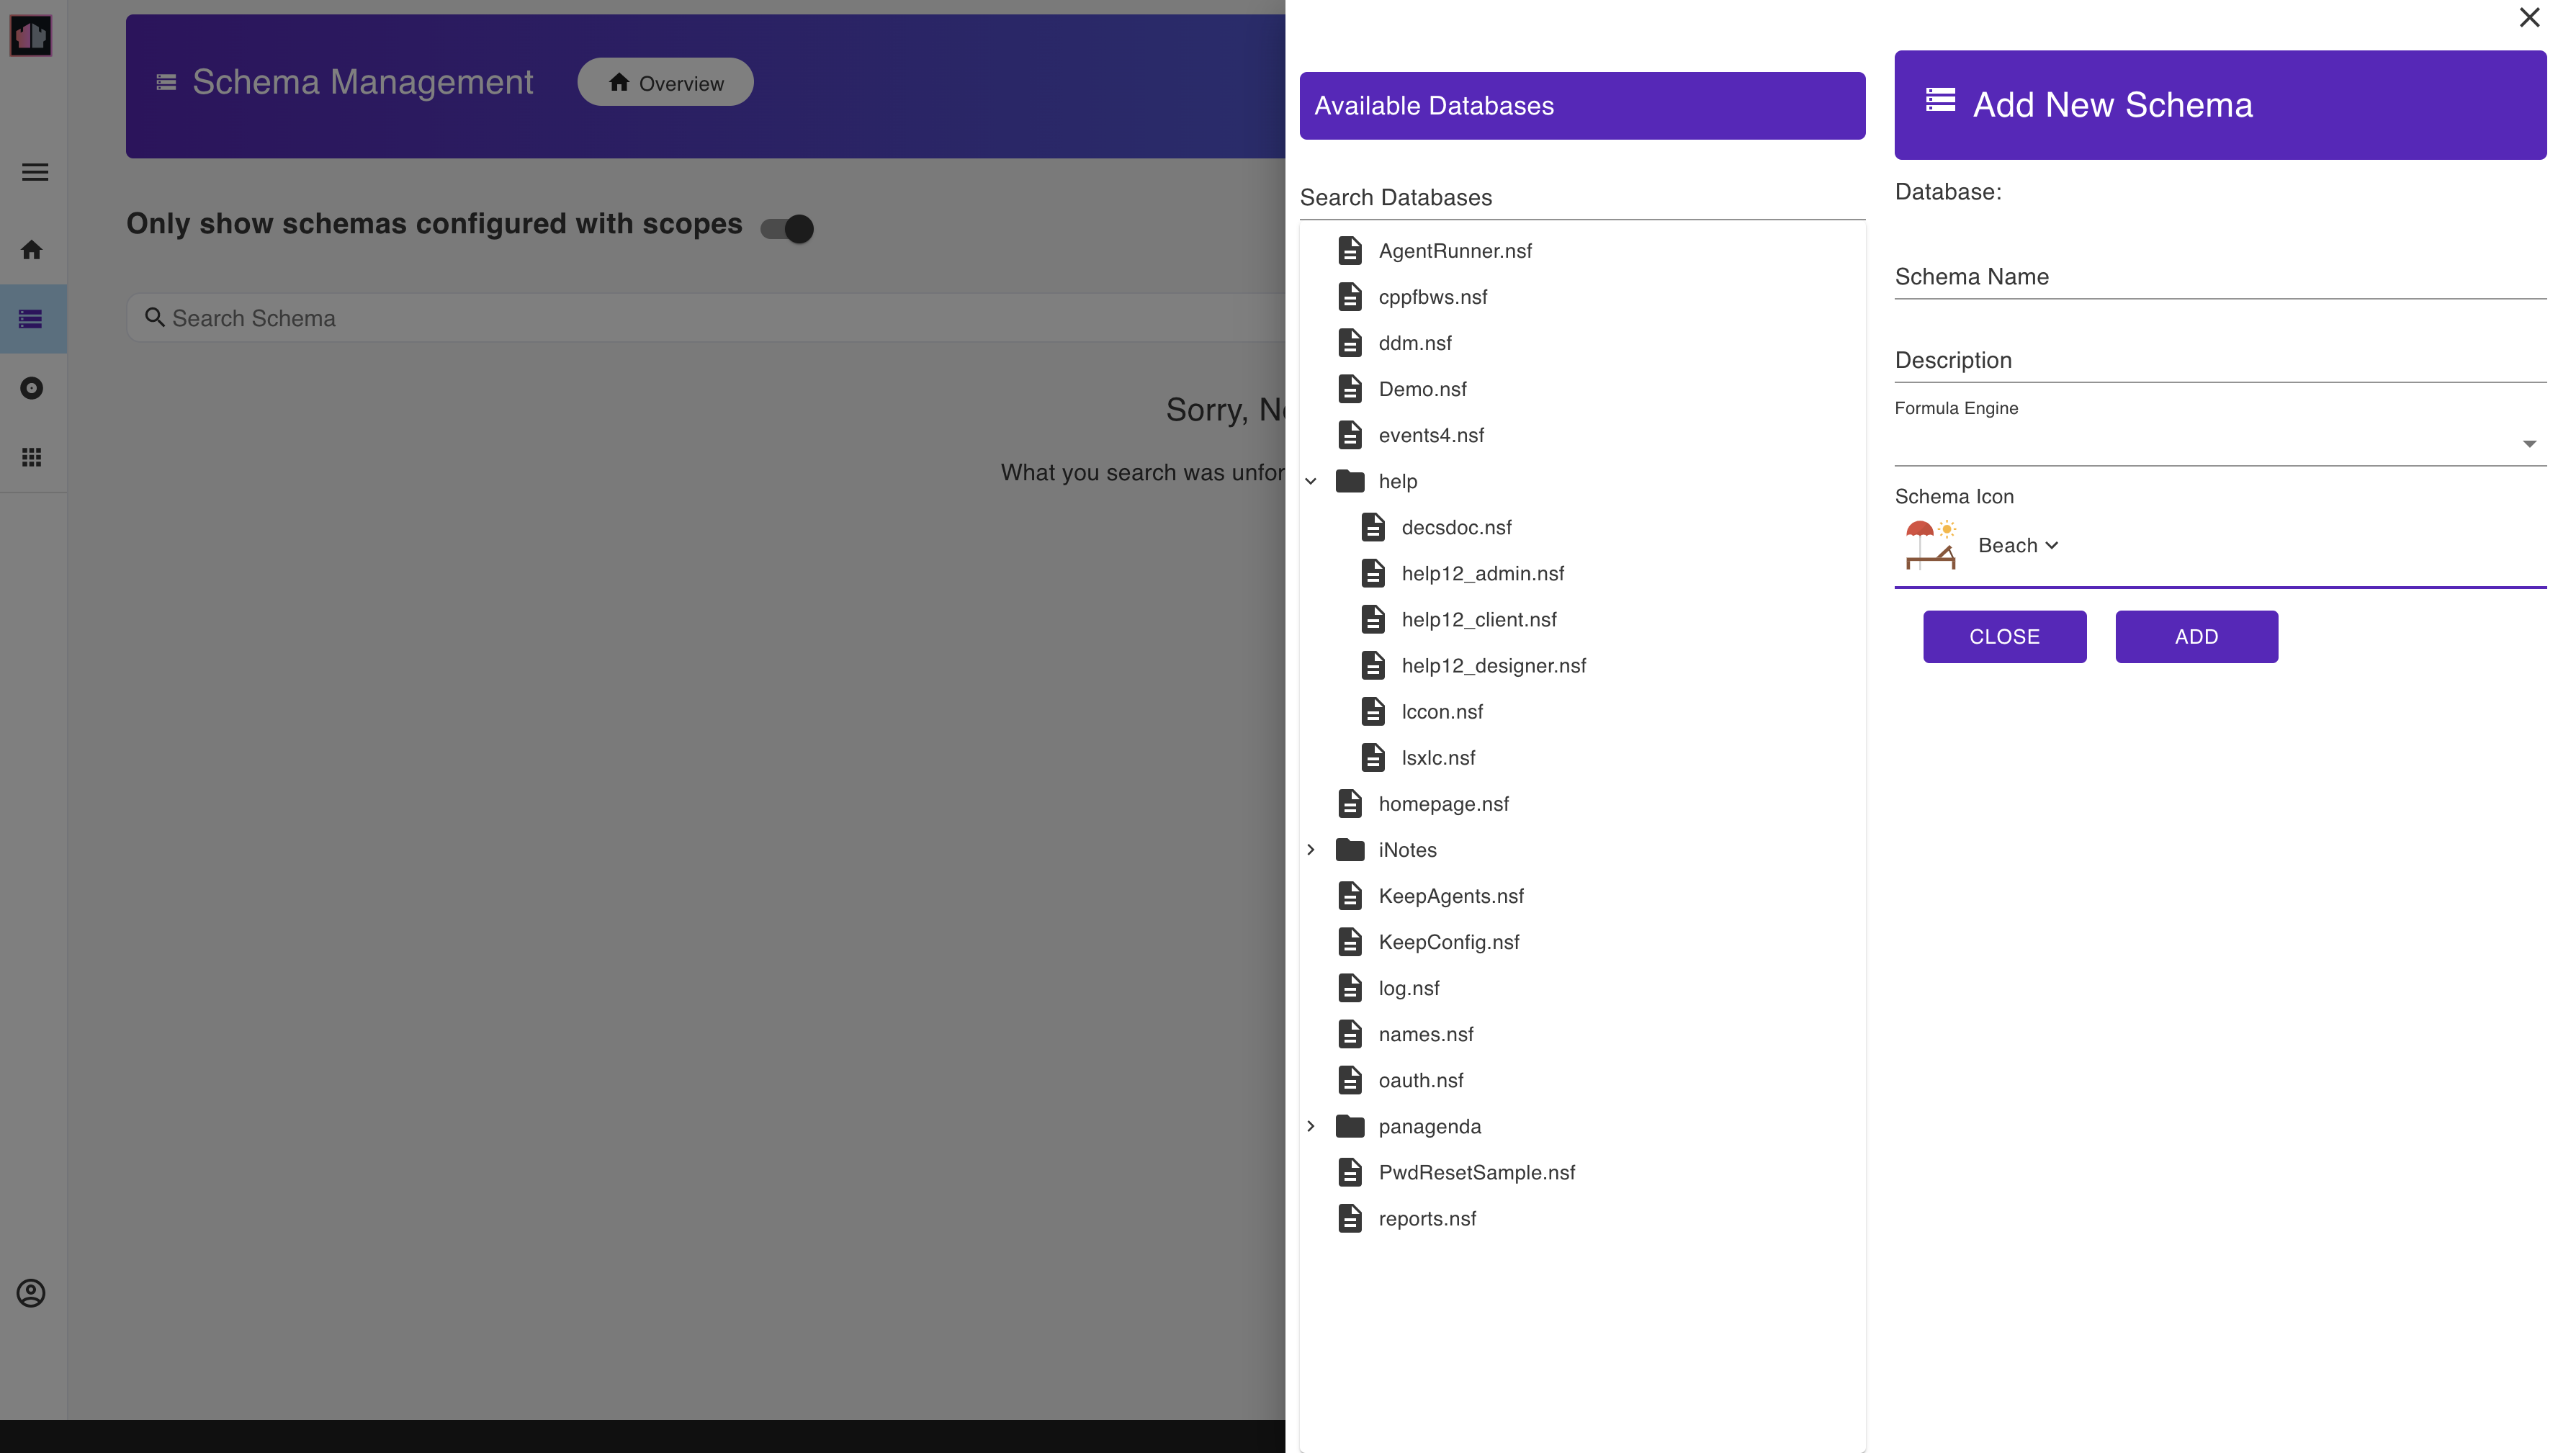 Schema Management
Overview
Only show schemas configured with scopes
Search Schema
Sorry, N
What you search was unfor
Available Databases
Search Databases
AgentRunner.nsf
cppfbws.nsf
ddm.nsf
Demo.nsf
events4.nsf
help
decsdoc.nsf
help12_admin.nsf
help12_client.nsf
help12_designer.nsf
lccon.nsf
lsxlc.nsf
homepage.nsf
iNotes
KeepAgents.nsf
KeepConfig.nsf
log.nsf
names.nsf
oauth.nsf
panagenda
PwdResetSample.nsf
reports.nsf
Add New Schema
Database:
Schema Name
Description
Formula Engine
Schema Icon
Beach
CLOSE
ADD